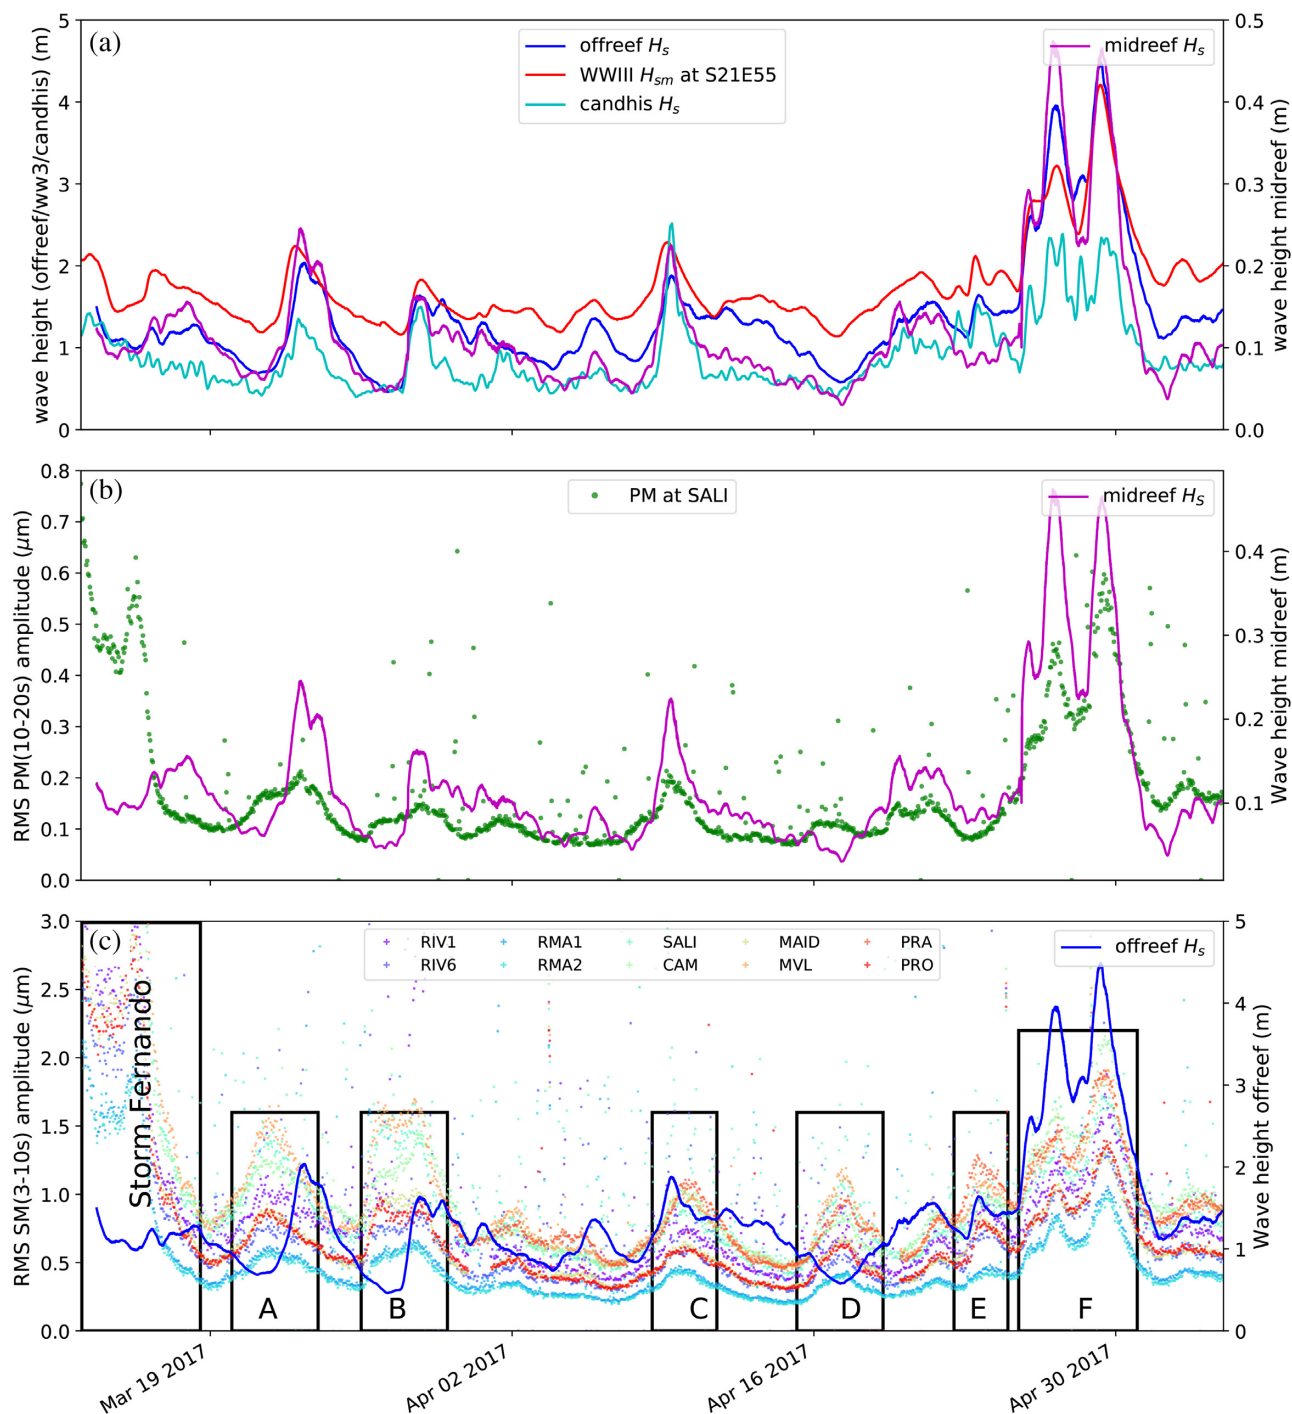 (a)
offreef Hs
WWIII Hsm at S21E55
candhis Hs
midreef Hs
wave height (offreef/ww3/candhis) (m)
5
4
3
2
1
0
0.5
0.4
0.3
0.2
0.1
0.0
wave height midreef (m)
(b)
PM at SALI
midreef HS
RMS PM(10-20s) amplitude (μm)
0.8
0.7
0.6
0.5
0.4
0.3
0.2
0.1
0.0
0.4
0.3
0.2
0.1
Wave height midreef (m)
(c)
RIV1 RMA1 SALI MAID PRA
RIV6 RMA2 CAM MVL PRO
offreef Hs
RMS SM(3-10s) amplitude (μm)
3.0
2.5
2.0
1.5
1.0
0.5
0.0
5
4
3
2
1
0
Wave height offreef (m)
Storm Fernando
A B C D E F
Mar 19 2017 Apr 02 2017 Apr 16 2017 Apr 30 2017